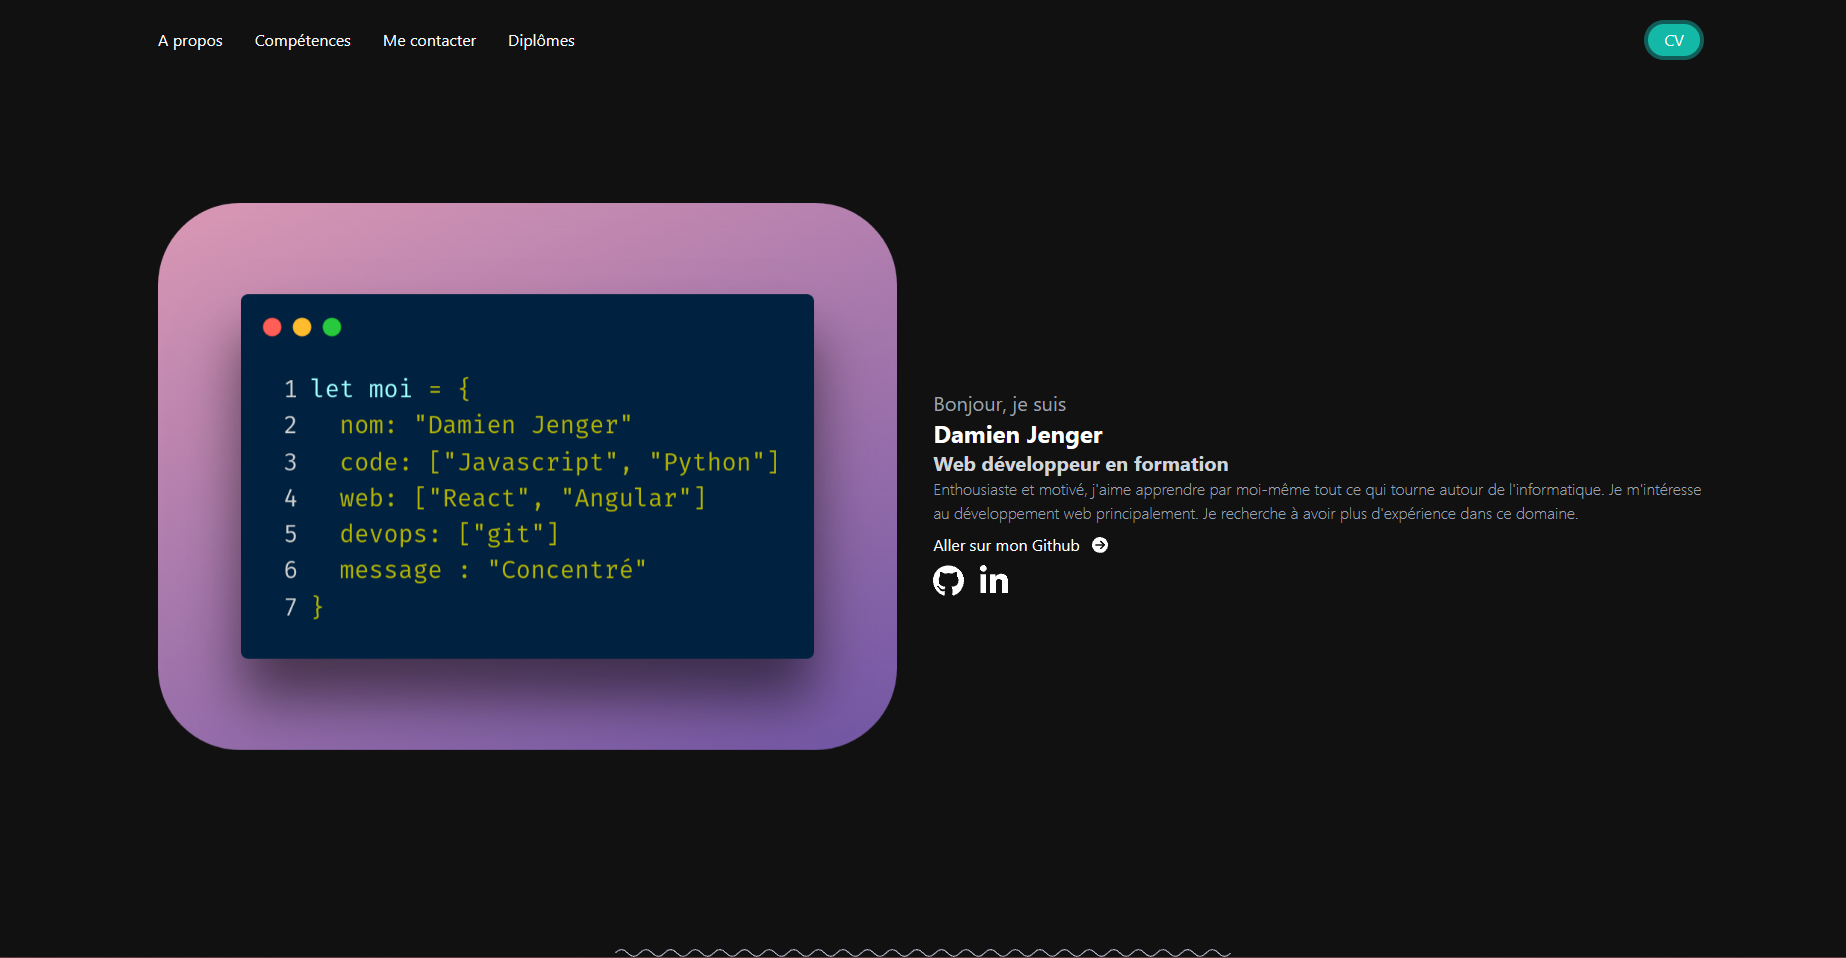 A propos
Compétences
Me contacter
Diplômes
CV
1 let moi = {
2 nom: "Damien Jenger"
3 code: ["Javascript", "Python"]
4 web: ["React", "Angular"]
5 devops: ["git"]
6 message : "Concentré"
7 }
Bonjour, je suis
Damien Jenger
Web développeur en formation
Enthousiaste et motivé, j'aime apprendre par moi-même tout ce qui tourne autour de l'informatique. Je m'intéresse
au développement web principalement. Je recherche à avoir plus d'expérience dans ce domaine.
Aller sur mon Github
in